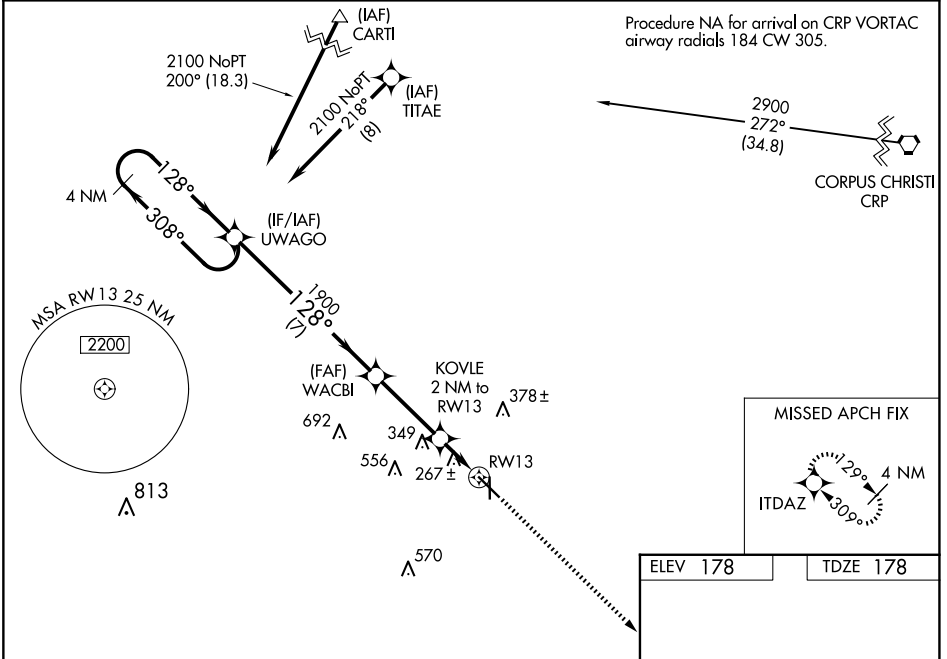 (IAF)
CARTI
Procedure NA for arrival on CRP VORTAC
airway radials 184 CW 305.
2100 NoPT
200° (18.3)
2100 NoPT
218°
(8)
(IAF)
TITAE
2900
272°
(34.8)
CORPUS CHRISTI
CRP
128°
4 NM
308°
(IF/IAF)
UWAGO
MSA RW13 25 NM
2200
1900
128°
(7)
(FAF)
WACBI
KOVLE
2 NM to
RW13
378±
692
349
556
267±
RW13
813
570
MISSED APCH FIX
129°
4 NM
ITDAZ
309°
ELEV 178
TDZE 178